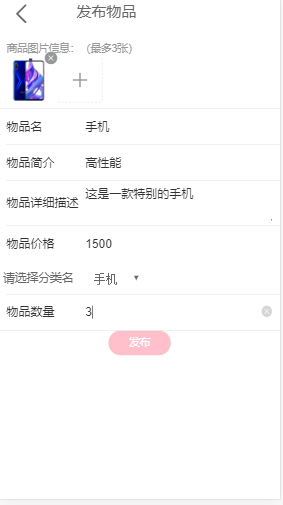 发布物品
商品图片信息： (最多3张)
物品名 手机
物品简介 高性能
物品详细描述 这是一款特别的手机
物品价格 1500
请选择分类名 手机
物品数量 3
发布